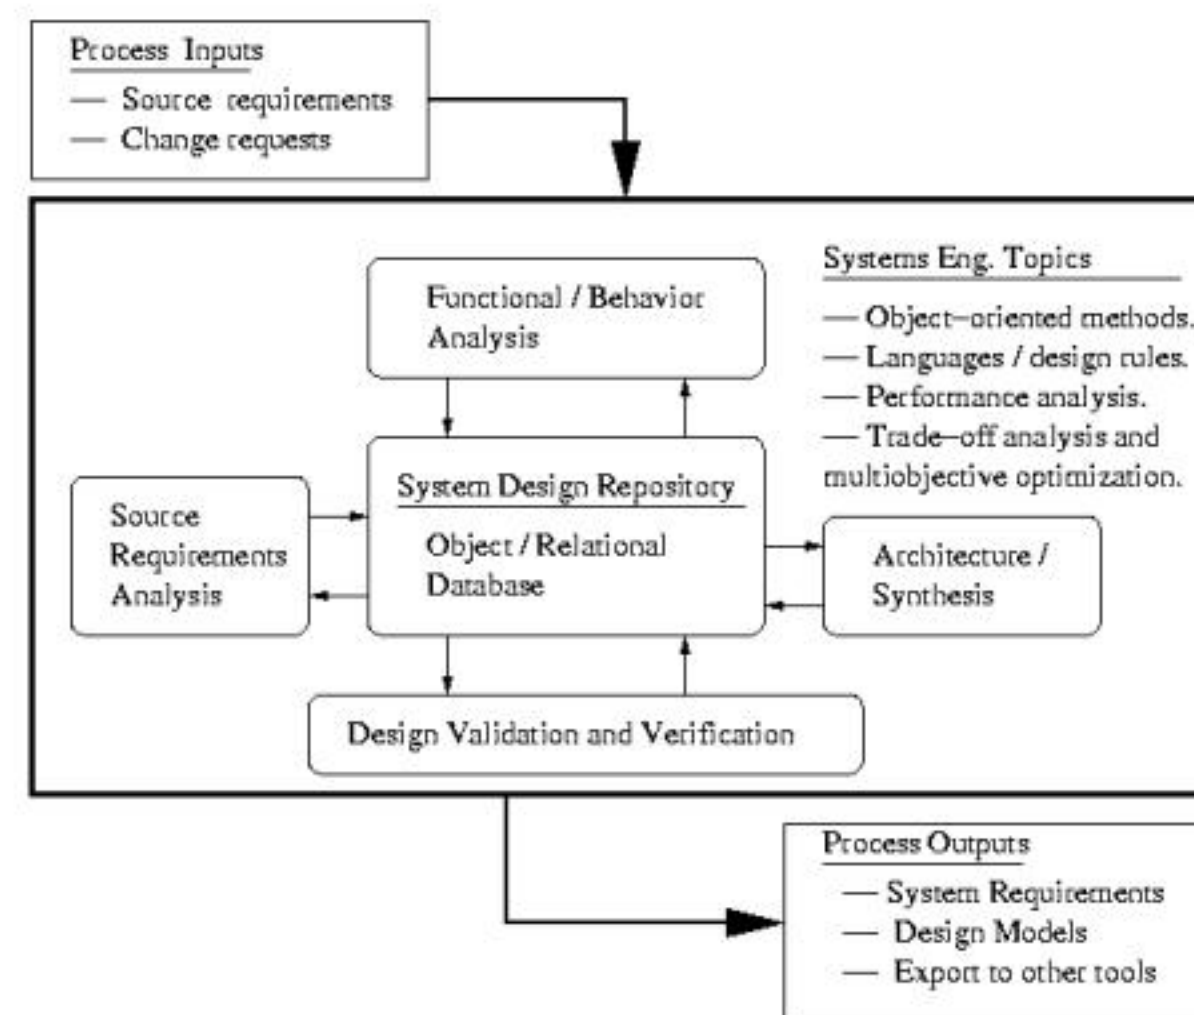 Process Inputs
— Source requirements
— Change requests
Functional / Behavior
Analysis
Systems Eng. Topics
— Object-oriented methods.
— Languages / design rules.
— Performance analysis.
— Trade-off analysis and
multiobjective optimization.
Source
Requirements
Analysis
System Design Repository
Object / Relational
Database
Architecture /
Synthesis
Design Validation and Verification
Process Outputs
— System Requirements
— Design Models
— Export to other tools